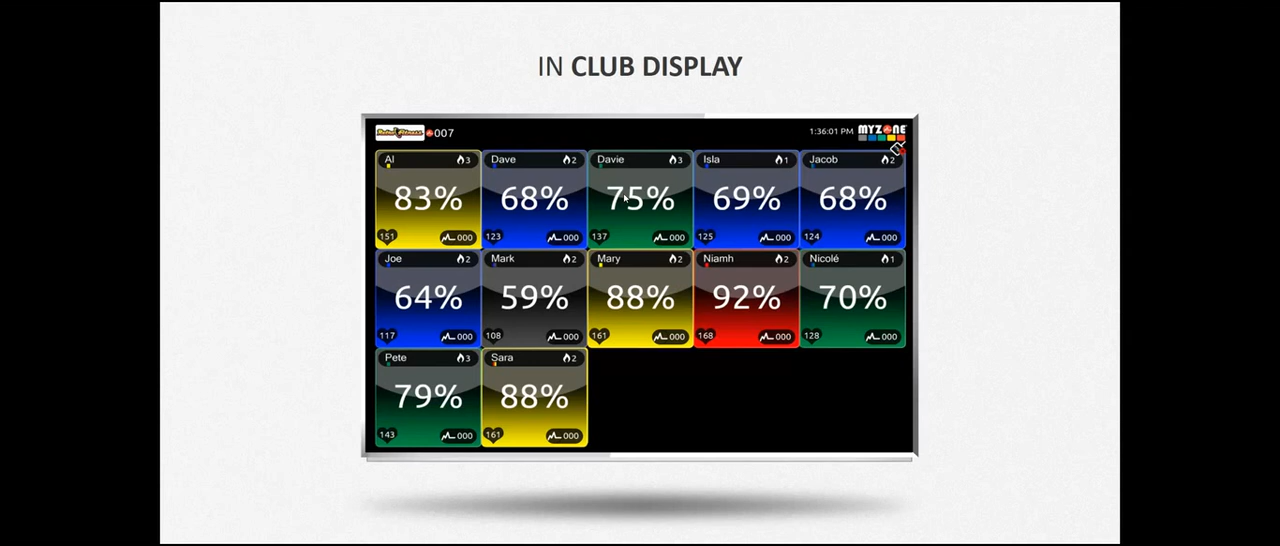 IN CLUB DISPLAY
Retro Fitness 007 1:36:01 PM MYZONE
Al 3 Dave 2 Davie 3 Isla 1 Jacob 2
83% 68% 75% 69% 68%
151 000 123 000 137 000 125 000 124 000
Joe 2 Mark 2 Mary 2 Niamh 2 Nicolé 1
64% 59% 88% 92% 70%
117 000 108 000 161 000 168 000 128 000
Pete 3 Sara 2
79% 88%
143 000 161 000